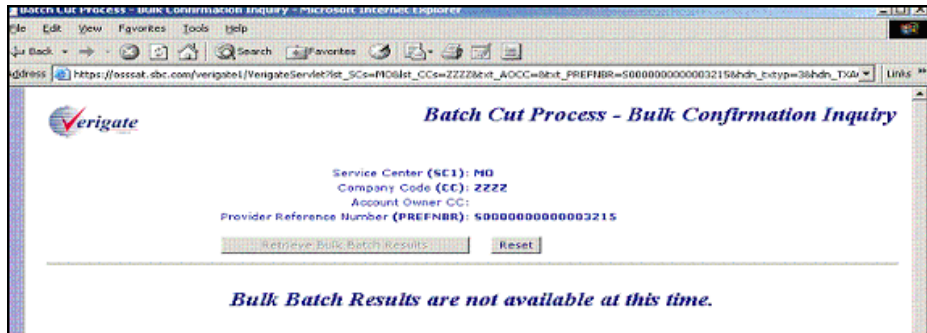 Batch Cut Process - Bulk Confirmation Inquiry - Microsoft Internet Explorer
File Edit View Favorites Tools Help
Back Search Favorites
Address https://osssat.sbc.com/verigate1/VerigateServlet?lst_SCs=MO&lst_CCs=ZZZZ&txt_AOCC=&txt_PREFNBR=S0000000000003215&hdn_txtyp=3&hdn_TXA Links »
Verigate
Batch Cut Process - Bulk Confirmation Inquiry
Service Center (SC1): MO
Company Code (CC): ZZZZ
Account Owner CC:
Provider Reference Number (PREFNBR): S0000000000003215
Retrieve Bulk Batch Results Reset
Bulk Batch Results are not available at this time.